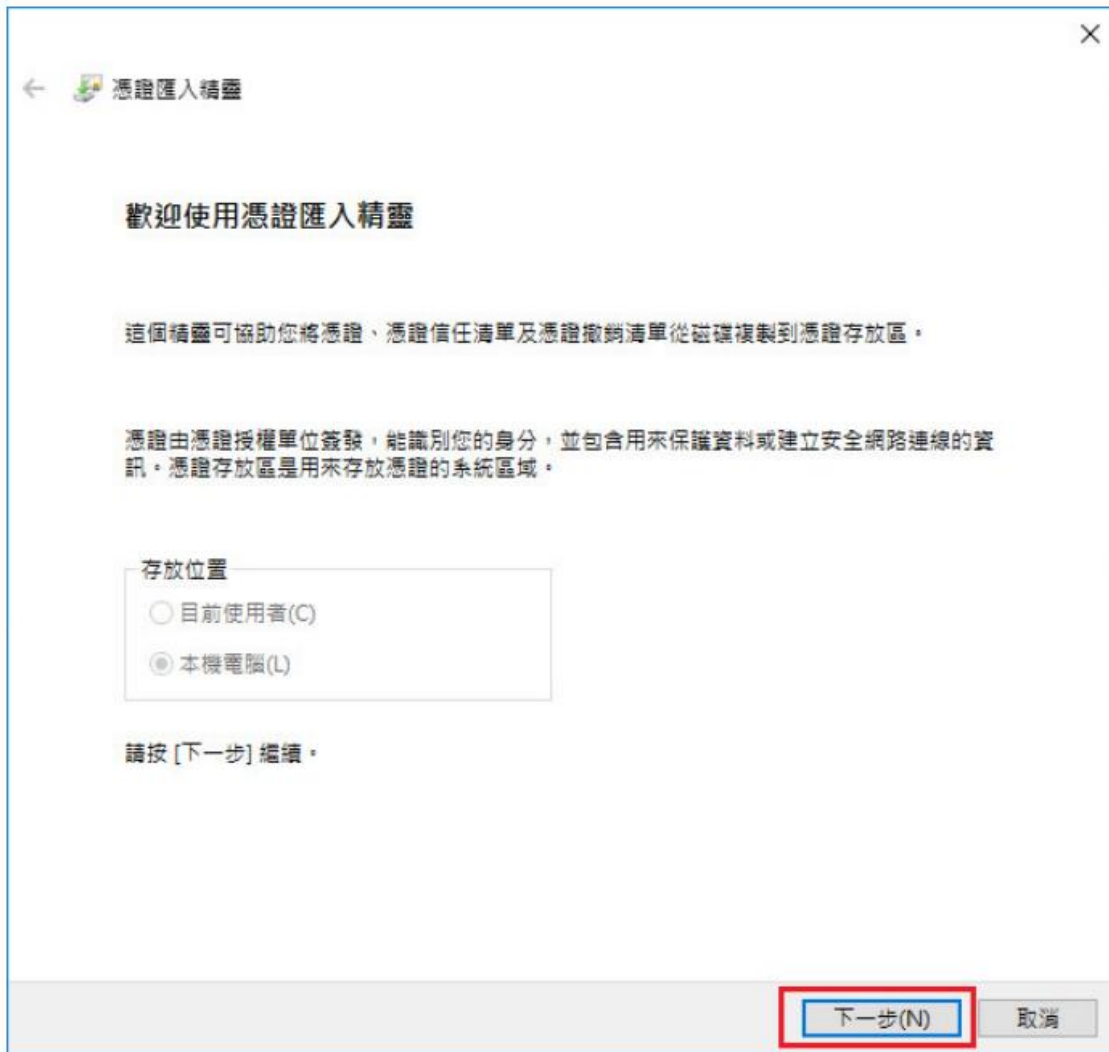 憑證匯入精靈
歡迎使用憑證匯入精靈
這個精靈可協助您將憑證、憑證信任清單及憑證撤銷清單從磁碟複製到憑證存放區。
憑證由憑證授權單位簽發，能識別您的身分，並包含用來保護資料或建立安全網路連線的資
訊。憑證存放區是用來存放憑證的系統區域。
存放位置
目前使用者(C)
本機電腦(L)
請按 [下一步] 繼續。
下一步(N)
取消